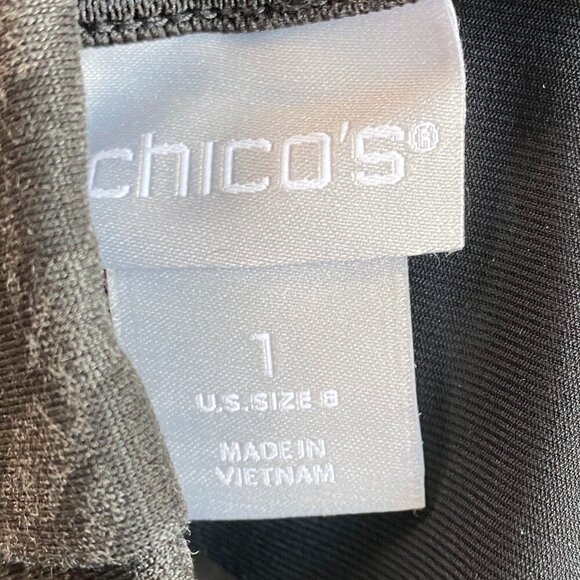 chico's®
1
U.S.SIZE 8
MADE IN
VIETNAM